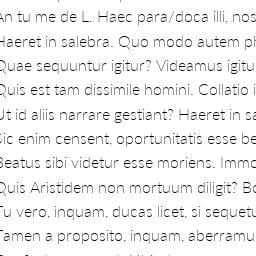 An tu me de L. Haec para/doca illi, nos
Haeret in salebra. Quo modo autem ph
Quae sequuntur igitur? Videamus igitu
Quis est tam dissimile homini. Collatio i
Ut id aliis narrare gestiant? Haeret in sa
Sic enim censent, oportunitatis esse be
Beatus sibi videtur esse moriens. Immo
Quis Aristidem non mortuum diligit? Bo
Tu vero, inquam, ducas licet, si sequetu
Tamen a proposito, inquam, aberramu